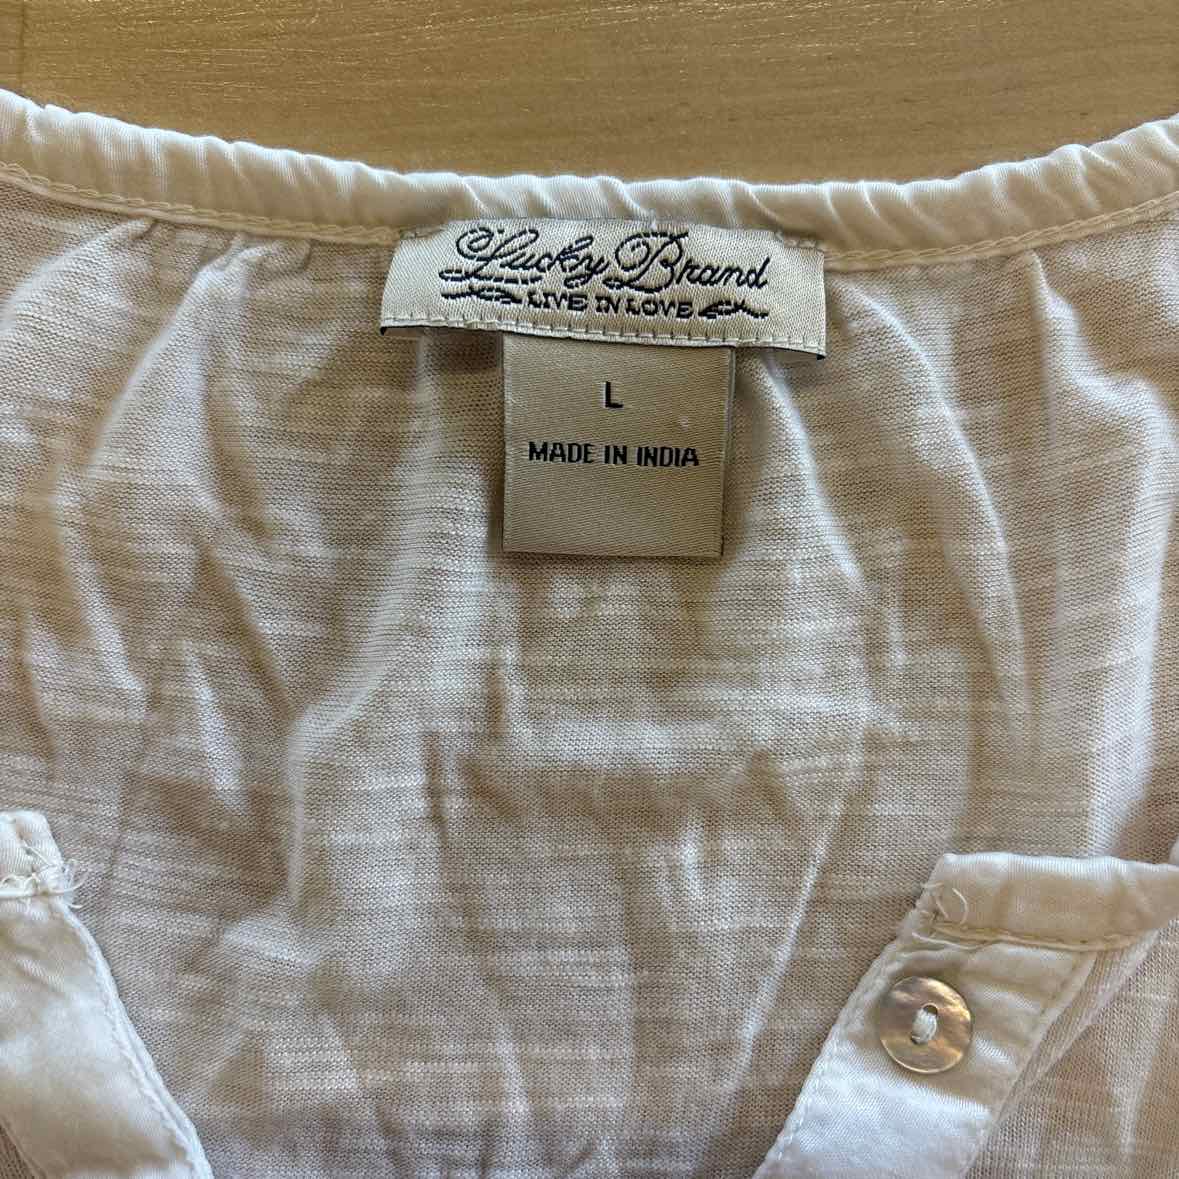 Lucky Brand
LIVE IN LOVE
L
MADE IN INDIA